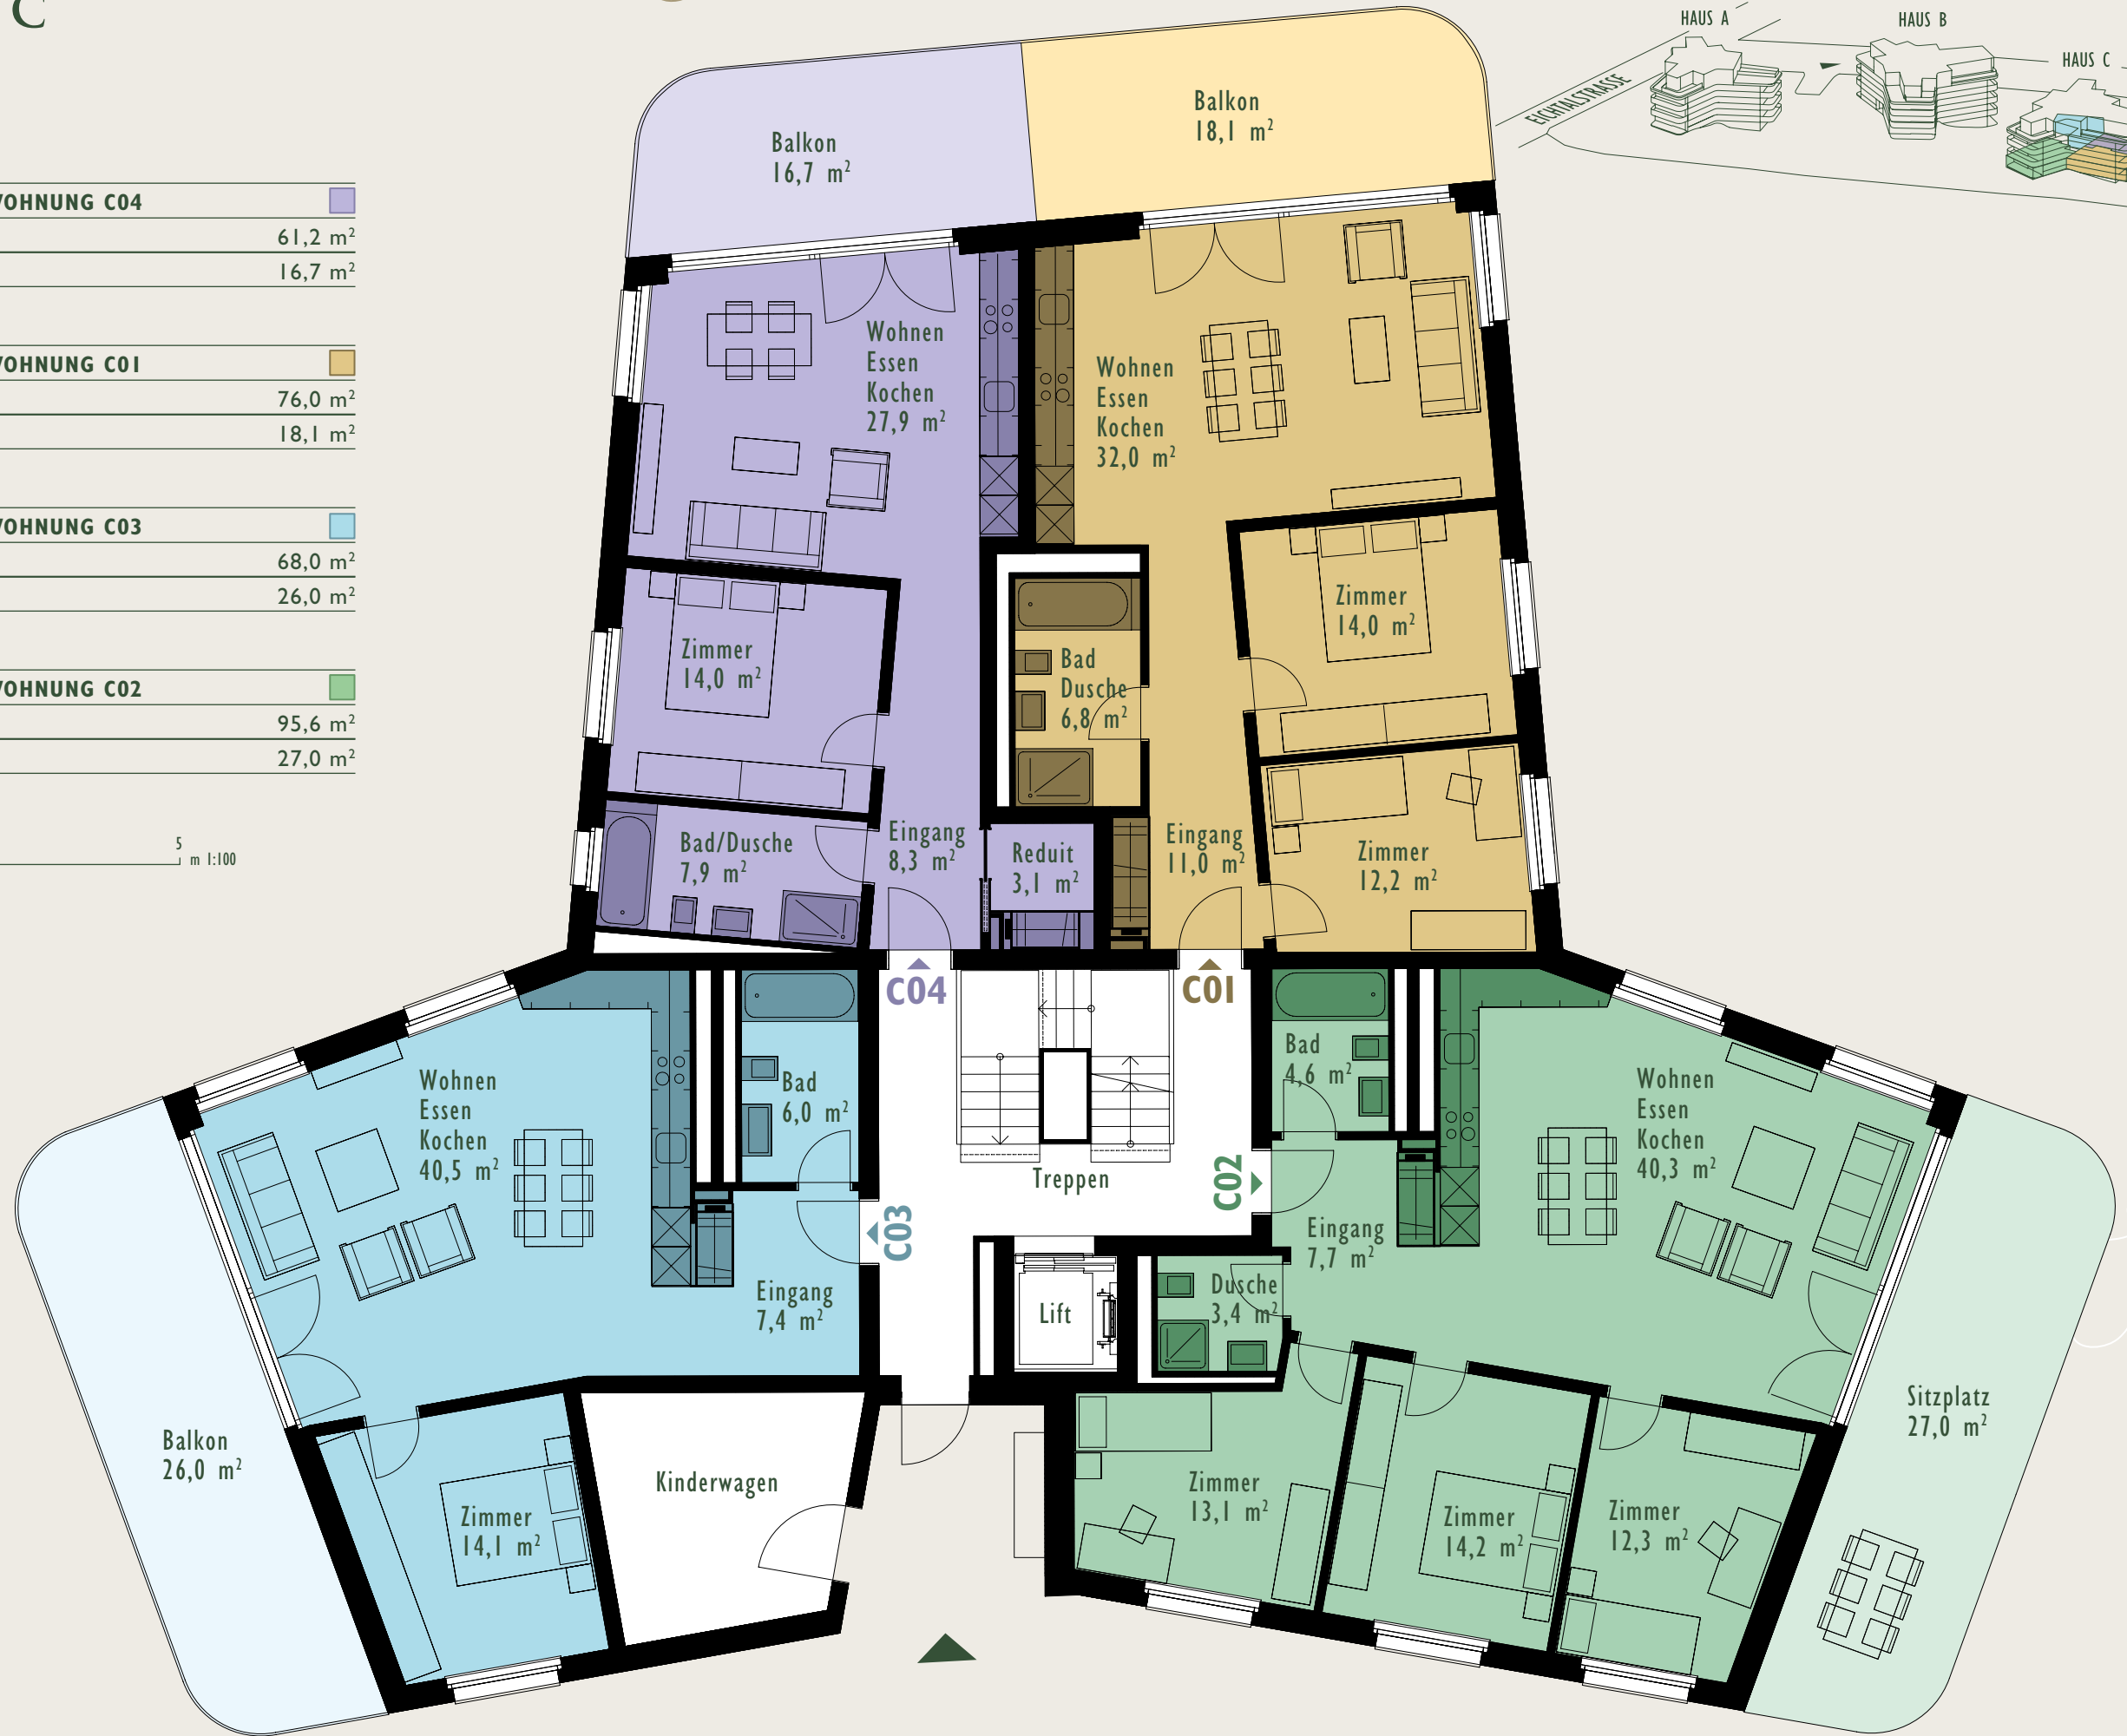 C
WOHNUNG C04
61,2 m²
16,7 m²
WOHNUNG C01
76,0 m²
18,1 m²
WOHNUNG C03
68,0 m²
26,0 m²
WOHNUNG C02
95,6 m²
27,0 m²
5
m 1:100
HAUS A
HAUS B
HAUS C
EICHTALSTRASSE
Balkon
16,7 m²
Balkon
18,1 m²
Wohnen
Essen
Kochen
27,9 m²
Wohnen
Essen
Kochen
32,0 m²
Zimmer
14,0 m²
Bad
Dusche
6,8 m²
Zimmer
14,0 m²
Bad/Dusche
7,9 m²
Eingang
8,3 m²
Reduit
3,1 m²
Eingang
11,0 m²
Zimmer
12,2 m²
C04
C01
Wohnen
Essen
Kochen
40,5 m²
Bad
6,0 m²
Treppen
Bad
4,6 m²
Wohnen
Essen
Kochen
40,3 m²
C03
C02
Eingang
7,4 m²
Lift
Dusche
3,4 m²
Eingang
7,7 m²
Balkon
26,0 m²
Zimmer
14,1 m²
Kinderwagen
Zimmer
13,1 m²
Zimmer
14,2 m²
Zimmer
12,3 m²
Sitzplatz
27,0 m²